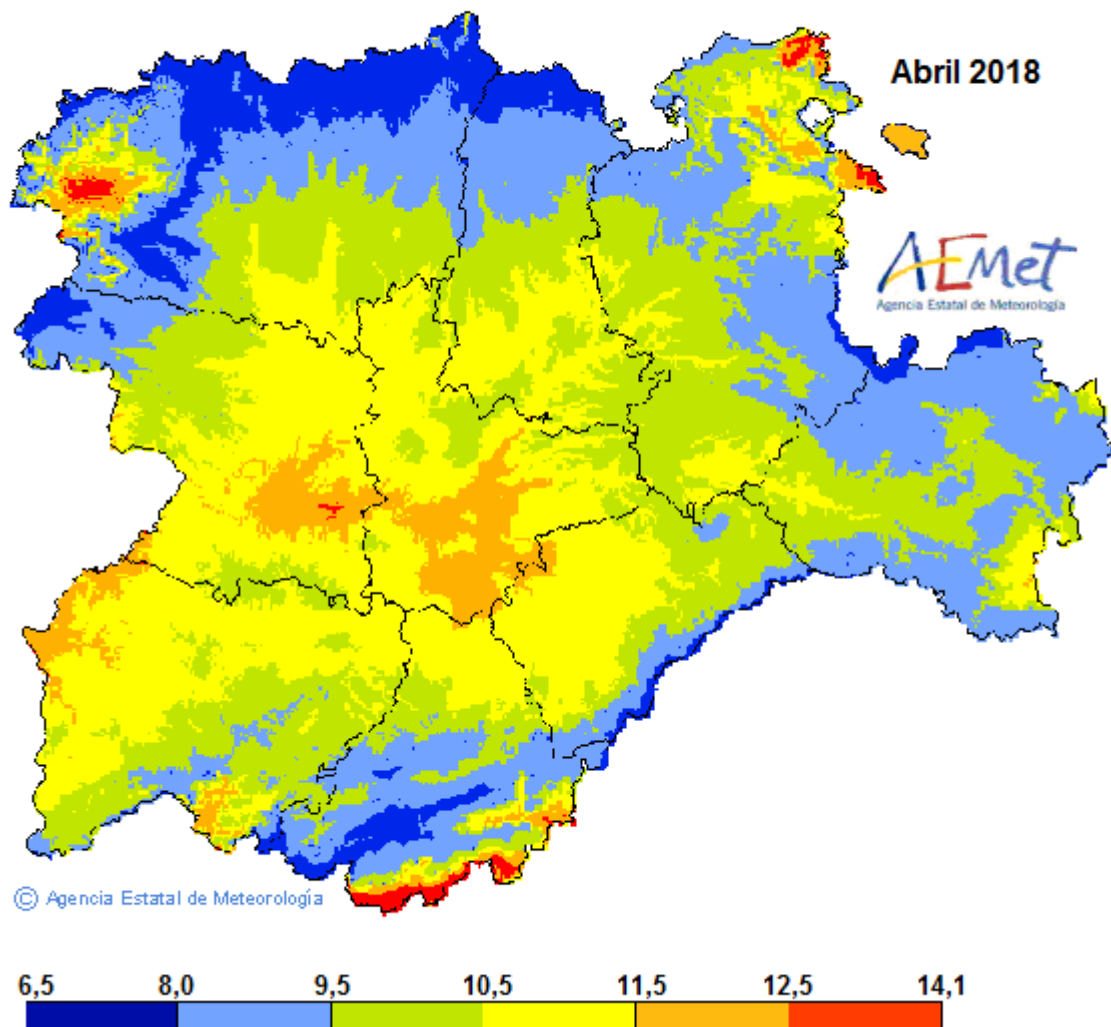 Abril 2018
AEMet
Agencia Estatal de Meteorología
© Agencia Estatal de Meteorología
6,5 8,0 9,5 10,5 11,5 12,5 14,1